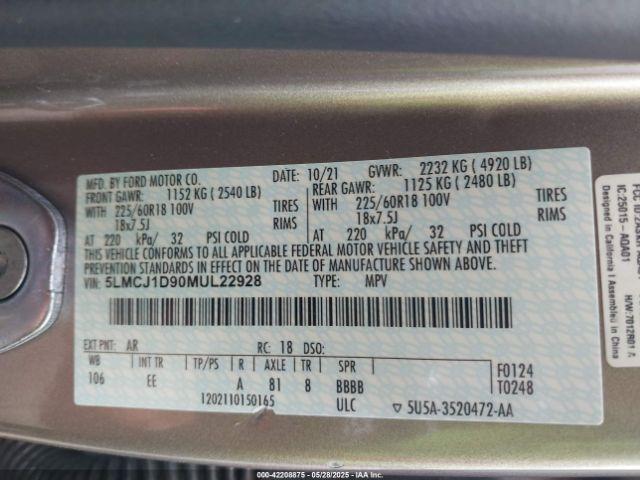 MFD. BY FORD MOTOR CO.
DATE: 10/21 GVWR: 2232 KG ( 4920 LB)
FRONT GAWR: 1152 KG ( 2540 LB) REAR GAWR: 1125 KG ( 2480 LB)
WITH 225/60R18 100V TIRES WITH 225/60R18 100V TIRES
18x7.5J RIMS 18x7.5J RIMS
AT 220 kPa/ 32 PSI COLD AT 220 kPa/ 32 PSI COLD
THIS VEHICLE CONFORMS TO ALL APPLICABLE FEDERAL MOTOR VEHICLE SAFETY AND THEFT
PREVENTION STANDARDS IN EFFECT ON THE DATE OF MANUFACTURE SHOWN ABOVE.
VIN: 5LMCJ1D90MUL22928 TYPE: MPV
EXT PNT: AR RC: 18 DSO:
WB INT TR TP/PS R AXLE TR SPR
106 EE A 81 8 BBBB
F0124
T0248
1202110150165 ULC ▽ 5U5A-3520472-AA
IC:25015 - AQA01
H/W:7012R01 A
Designed in California I Assembled in China
000-42208875 - 05/28/2025 - IAAI.COM